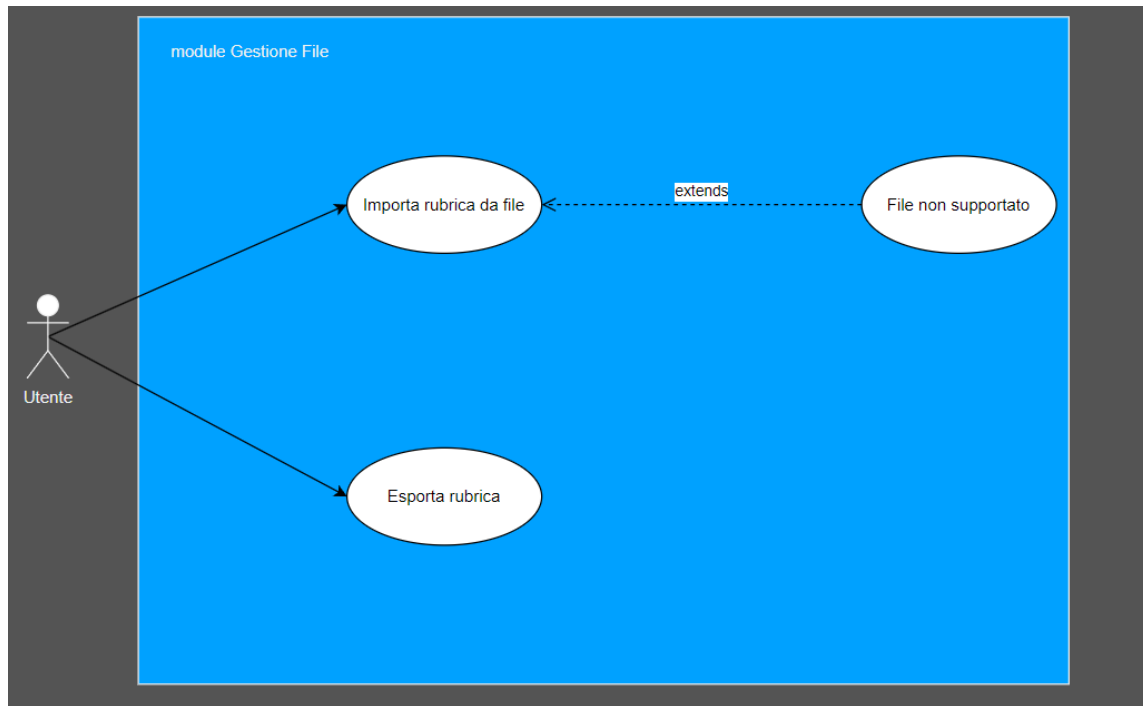 module Gestione File
Importa rubrica da file
extends
File non supportato
Utente
Esporta rubrica